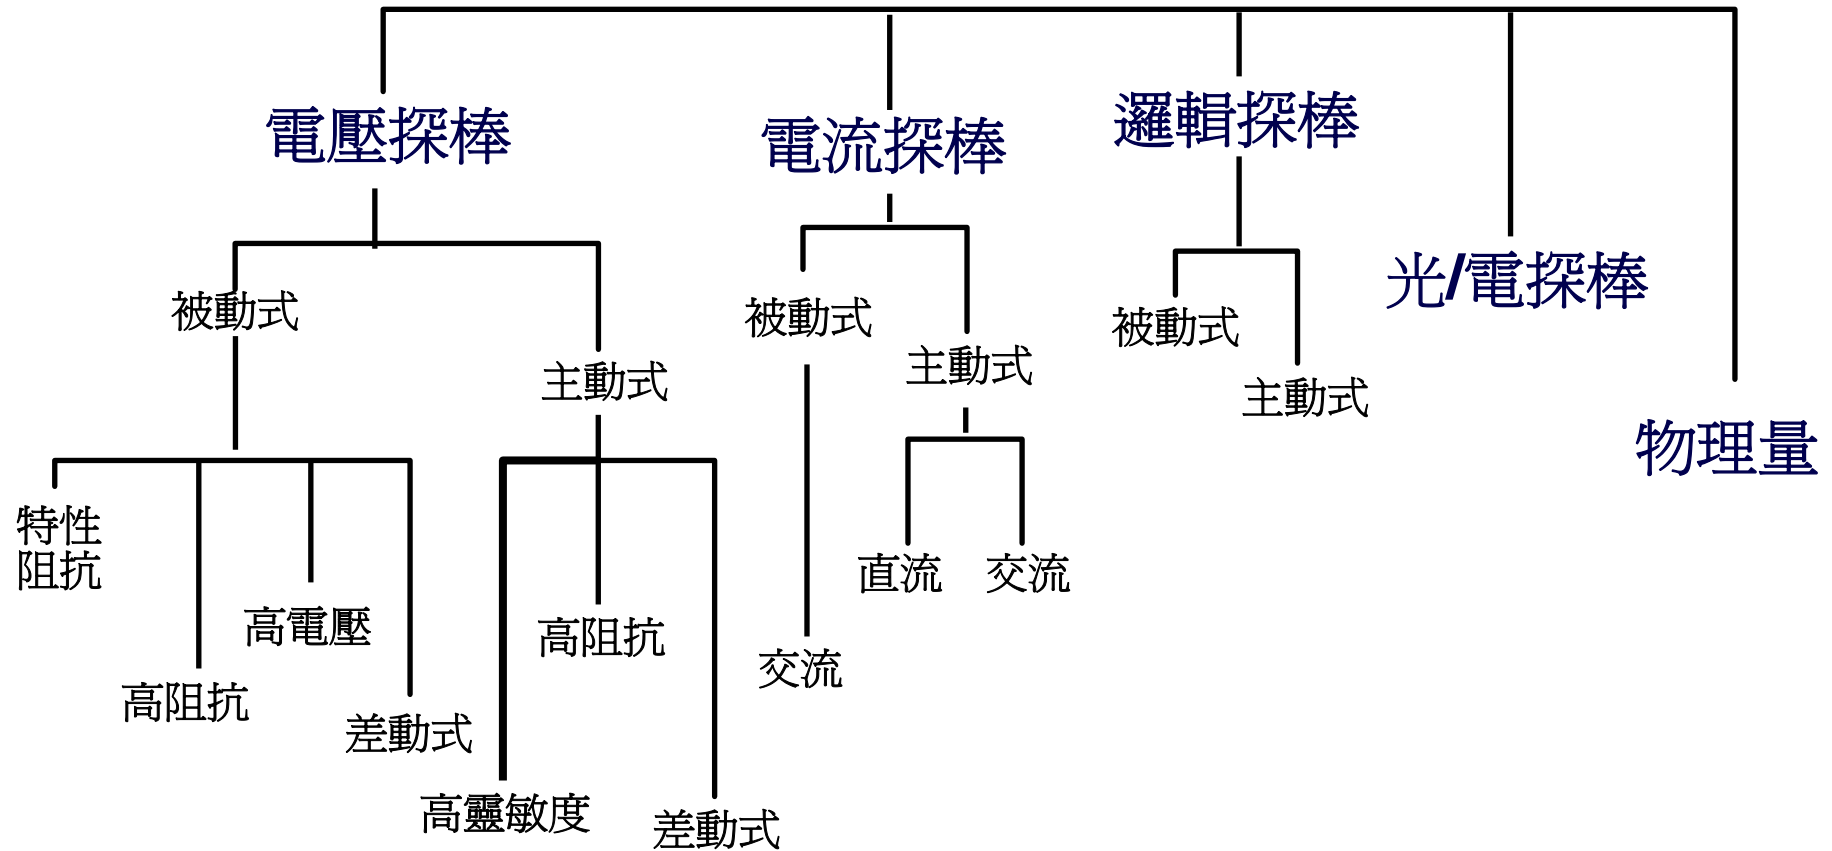 電壓探棒
電流探棒
邏輯探棒
光/電探棒
物理量
被動式
主動式
被動式
主動式
被動式
主動式
特性
阻抗
高阻抗
高電壓
差動式
高靈敏度
高阻抗
差動式
交流
直流
交流